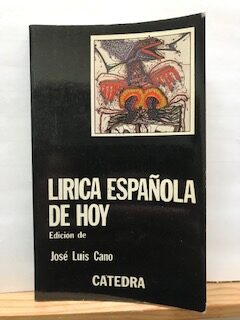 LIRICA ESPAÑOLA
DE HOY
Edición de
José Luis Cano
CATEDRA